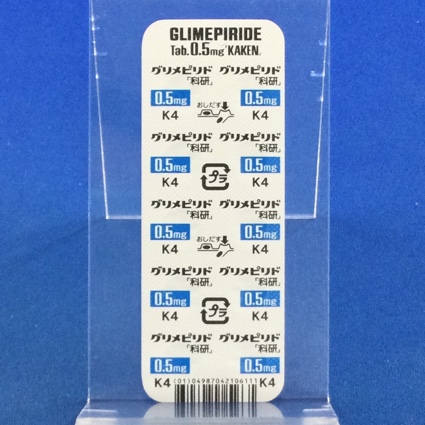 GLIMEPIRIDE
Tab.0.5mg「KAKEN」
グリメピリド グリメピリド
「科研」 「科研」
0.5mg 0.5mg
K4 おしだす K4
グリメピリド グリメピリド
「科研」 「科研」
0.5mg プラ 0.5mg
K4 K4
グリメピリド グリメピリド
「科研」 「科研」
0.5mg おしだす 0.5mg
K4 K4
グリメピリド グリメピリド
「科研」 「科研」
0.5mg プラ 0.5mg
K4 K4
グリメピリド グリメピリド
「科研」 「科研」
0.5mg 0.5mg
K4 (01)04987042106111 K4